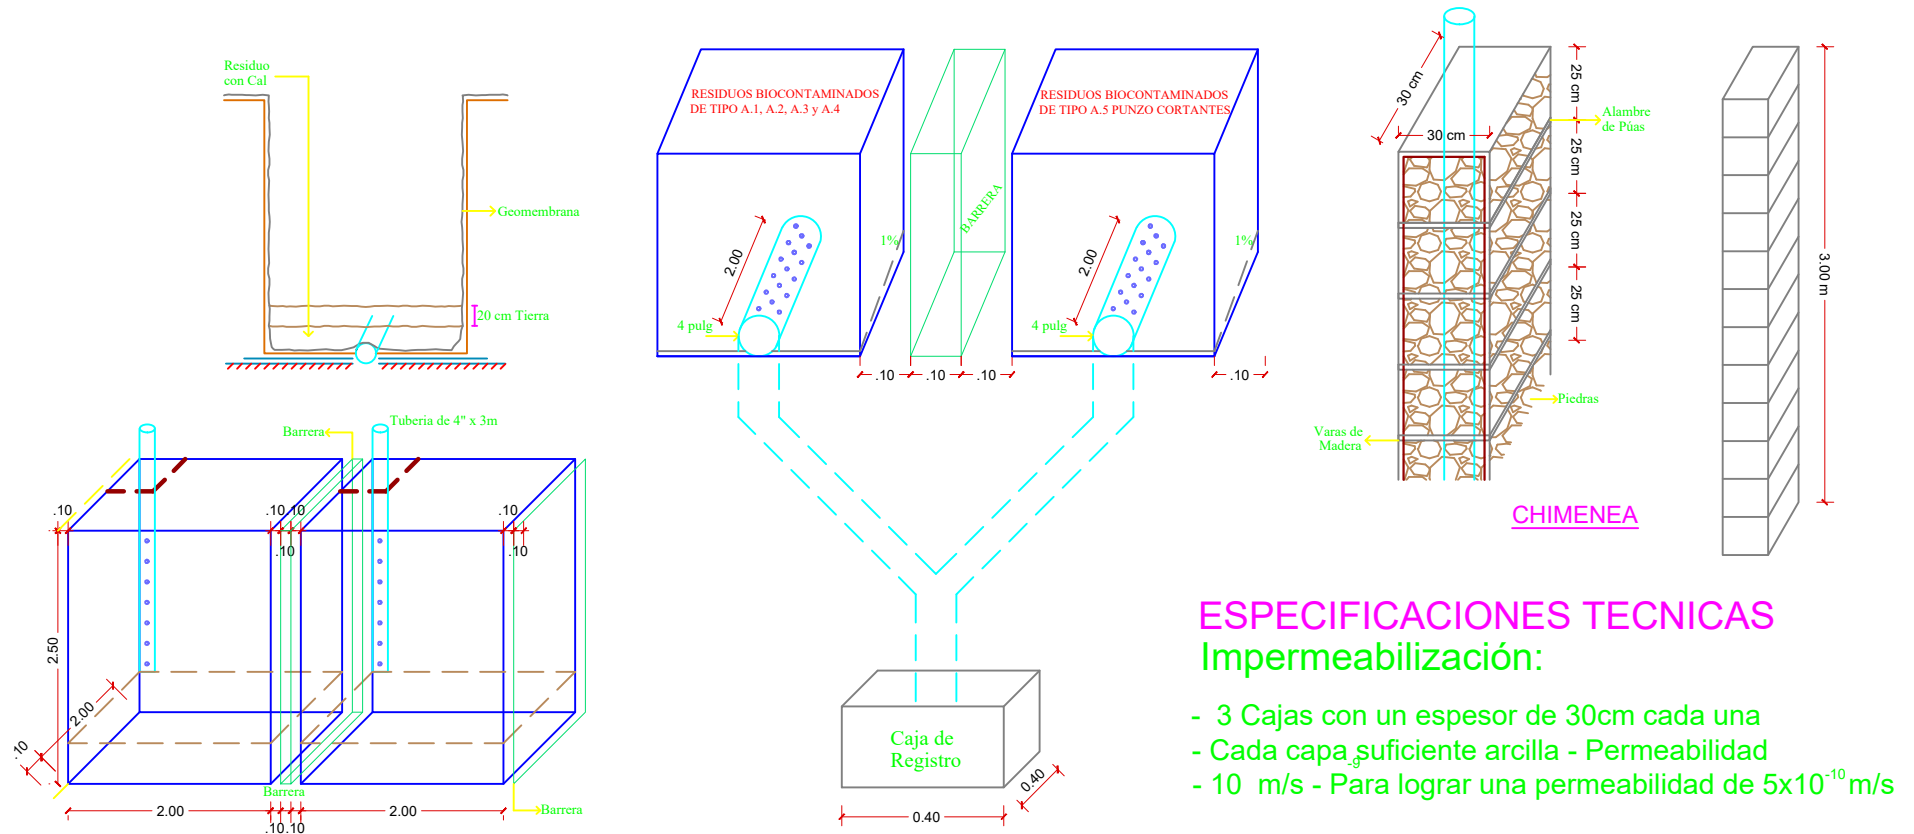 Residuo
con Cal
Geomembrana
20 cm Tierra
RESIDUOS BIOCONTAMINADOS
DE TIPO A.1, A.2, A.3 y A.4
2.00
4 pulg
1%
BARRERA
RESIDUOS BIOCONTAMINADOS
DE TIPO A.5 PUNZO CORTANTES
2.00
4 pulg
1%
.10
.10
.10
.10
30 cm
30 cm
25 cm
25 cm
25 cm
25 cm
Alambre
de Púas
Piedras
Varas de
Madera
CHIMENEA
3.00 m
Tuberia de 4" x 3m
Barrera
.10
.10.10
.10
.10
.10
2.50
2.00
.10
Barrera
2.00
.10.10
2.00
Barrera
Caja de
Registro
0.40
0.40
ESPECIFICACIONES TECNICAS
Impermeabilización:
- 3 Cajas con un espesor de 30cm cada una
- Cada capa suficiente arcilla - Permeabilidad
- 10⁻⁹ m/s - Para lograr una permeabilidad de 5x10⁻¹⁰ m/s